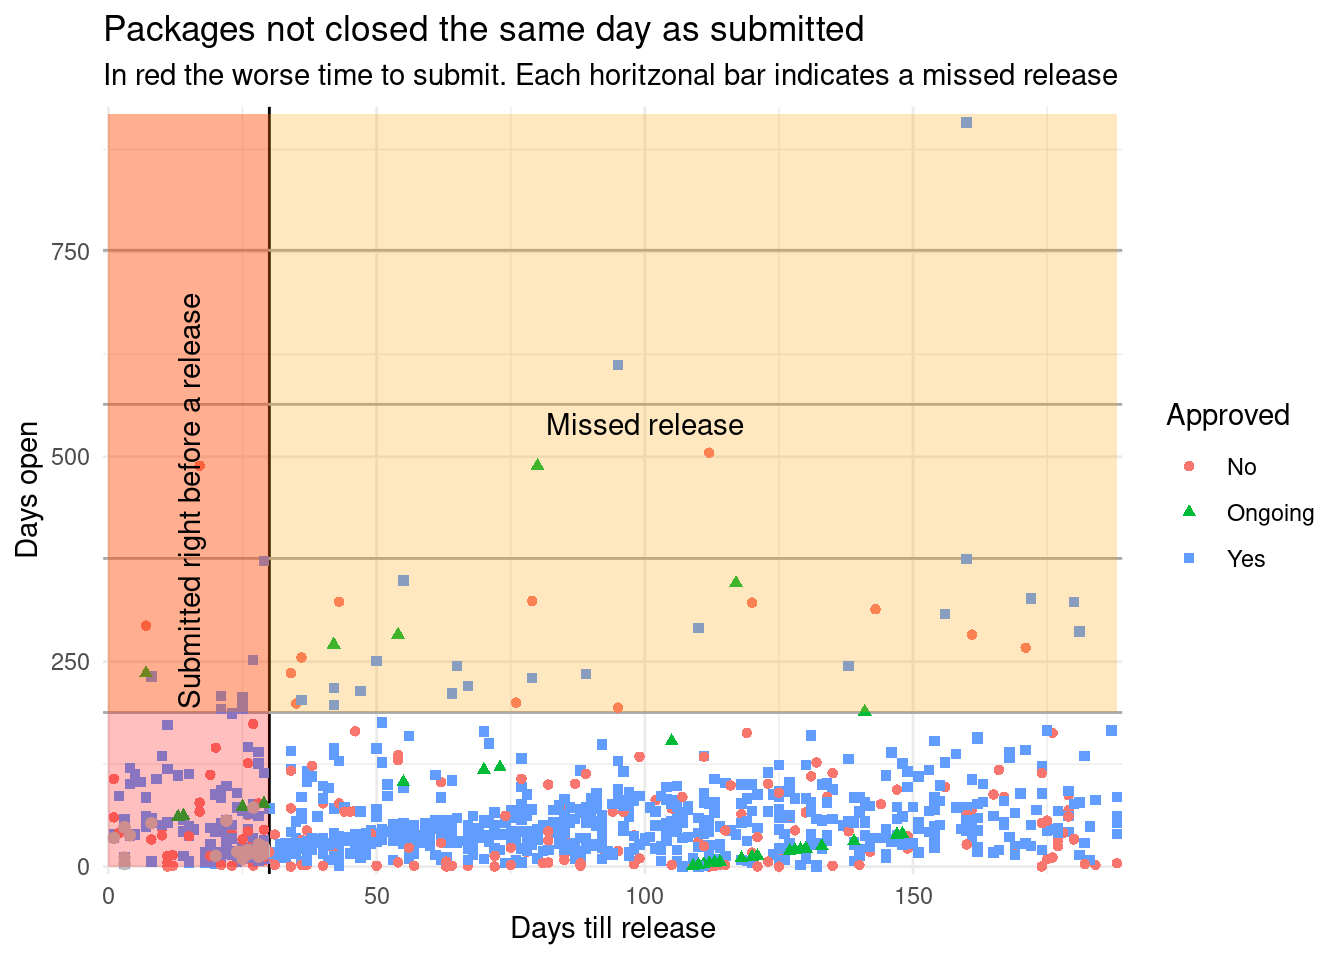 Packages not closed the same day as submitted
In red the worse time to submit. Each horitzonal bar indicates a missed release
Days open
750
500
250
0
Submitted right before a release
Missed release
0
50
100
150
Days till release
Approved
No
Ongoing
Yes